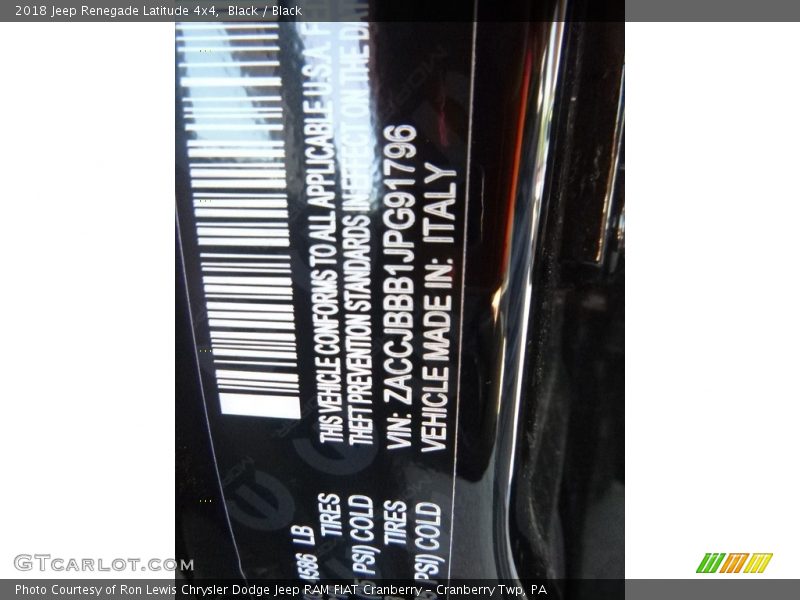 2018 Jeep Renegade Latitude 4x4, Black / Black
THIS VEHICLE CONFORMS TO ALL APPLICABLE U.S.A.
THEFT PREVENTION STANDARDS IN EFFECT ON THE
VIN: ZACCJBBB1JPG91796
VEHICLE MADE IN: ITALY
4586 LB
TIRES
PSI) COLD
TIRES
PSI) COLD
GTCARLOT.COM
Photo Courtesy of Ron Lewis Chrysler Dodge Jeep RAM FIAT Cranberry - Cranberry Twp, PA